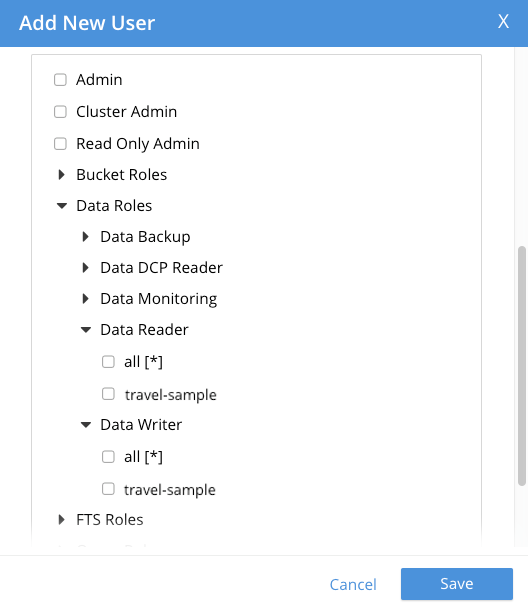 Add New User X
Admin
Cluster Admin
Read Only Admin
Bucket Roles
Data Roles
Data Backup
Data DCP Reader
Data Monitoring
Data Reader
all [*]
travel-sample
Data Writer
all [*]
travel-sample
FTS Roles
Cancel Save